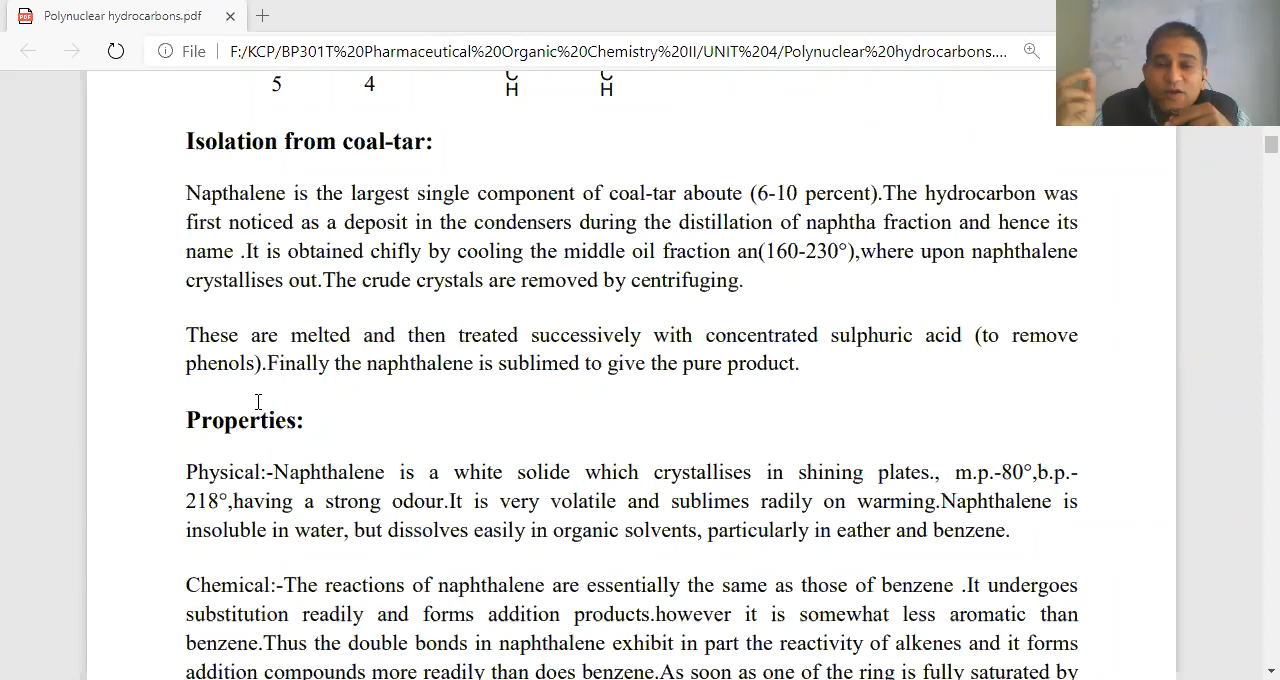 Polynuclear hydrocarbons.pdf
File
F:/KCP/BP301T%20Pharmaceutical%20Organic%20Chemistry%20II/UNIT%204/Polynuclear%20hydrocarbons....
5 4 C C
H H
Isolation from coal-tar:
Napthalene is the largest single component of coal-tar aboute (6-10 percent).The hydrocarbon was
first noticed as a deposit in the condensers during the distillation of naphtha fraction and hence its
name .It is obtained chifly by cooling the middle oil fraction an(160-230°),where upon naphthalene
crystallises out.The crude crystals are removed by centrifuging.
These are melted and then treated successively with concentrated sulphuric acid (to remove
phenols).Finally the naphthalene is sublimed to give the pure product.
Properties:
Physical:-Naphthalene is a white solide which crystallises in shining plates., m.p.-80°,b.p.-
218°,having a strong odour.It is very volatile and sublimes radily on warming.Naphthalene is
insoluble in water, but dissolves easily in organic solvents, particularly in eather and benzene.
Chemical:-The reactions of naphthalene are essentially the same as those of benzene .It undergoes
substitution readily and forms addition products.however it is somewhat less aromatic than
benzene.Thus the double bonds in naphthalene exhibit in part the reactivity of alkenes and it forms
addition compounds more readily than does benzene.As soon as one of the ring is fully saturated by